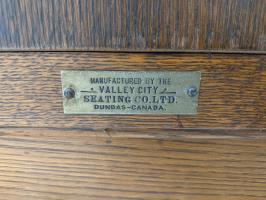 MANUFACTURED BY THE
VALLEY CITY
SEATING CO. LTD.
DUNDAS-CANADA.